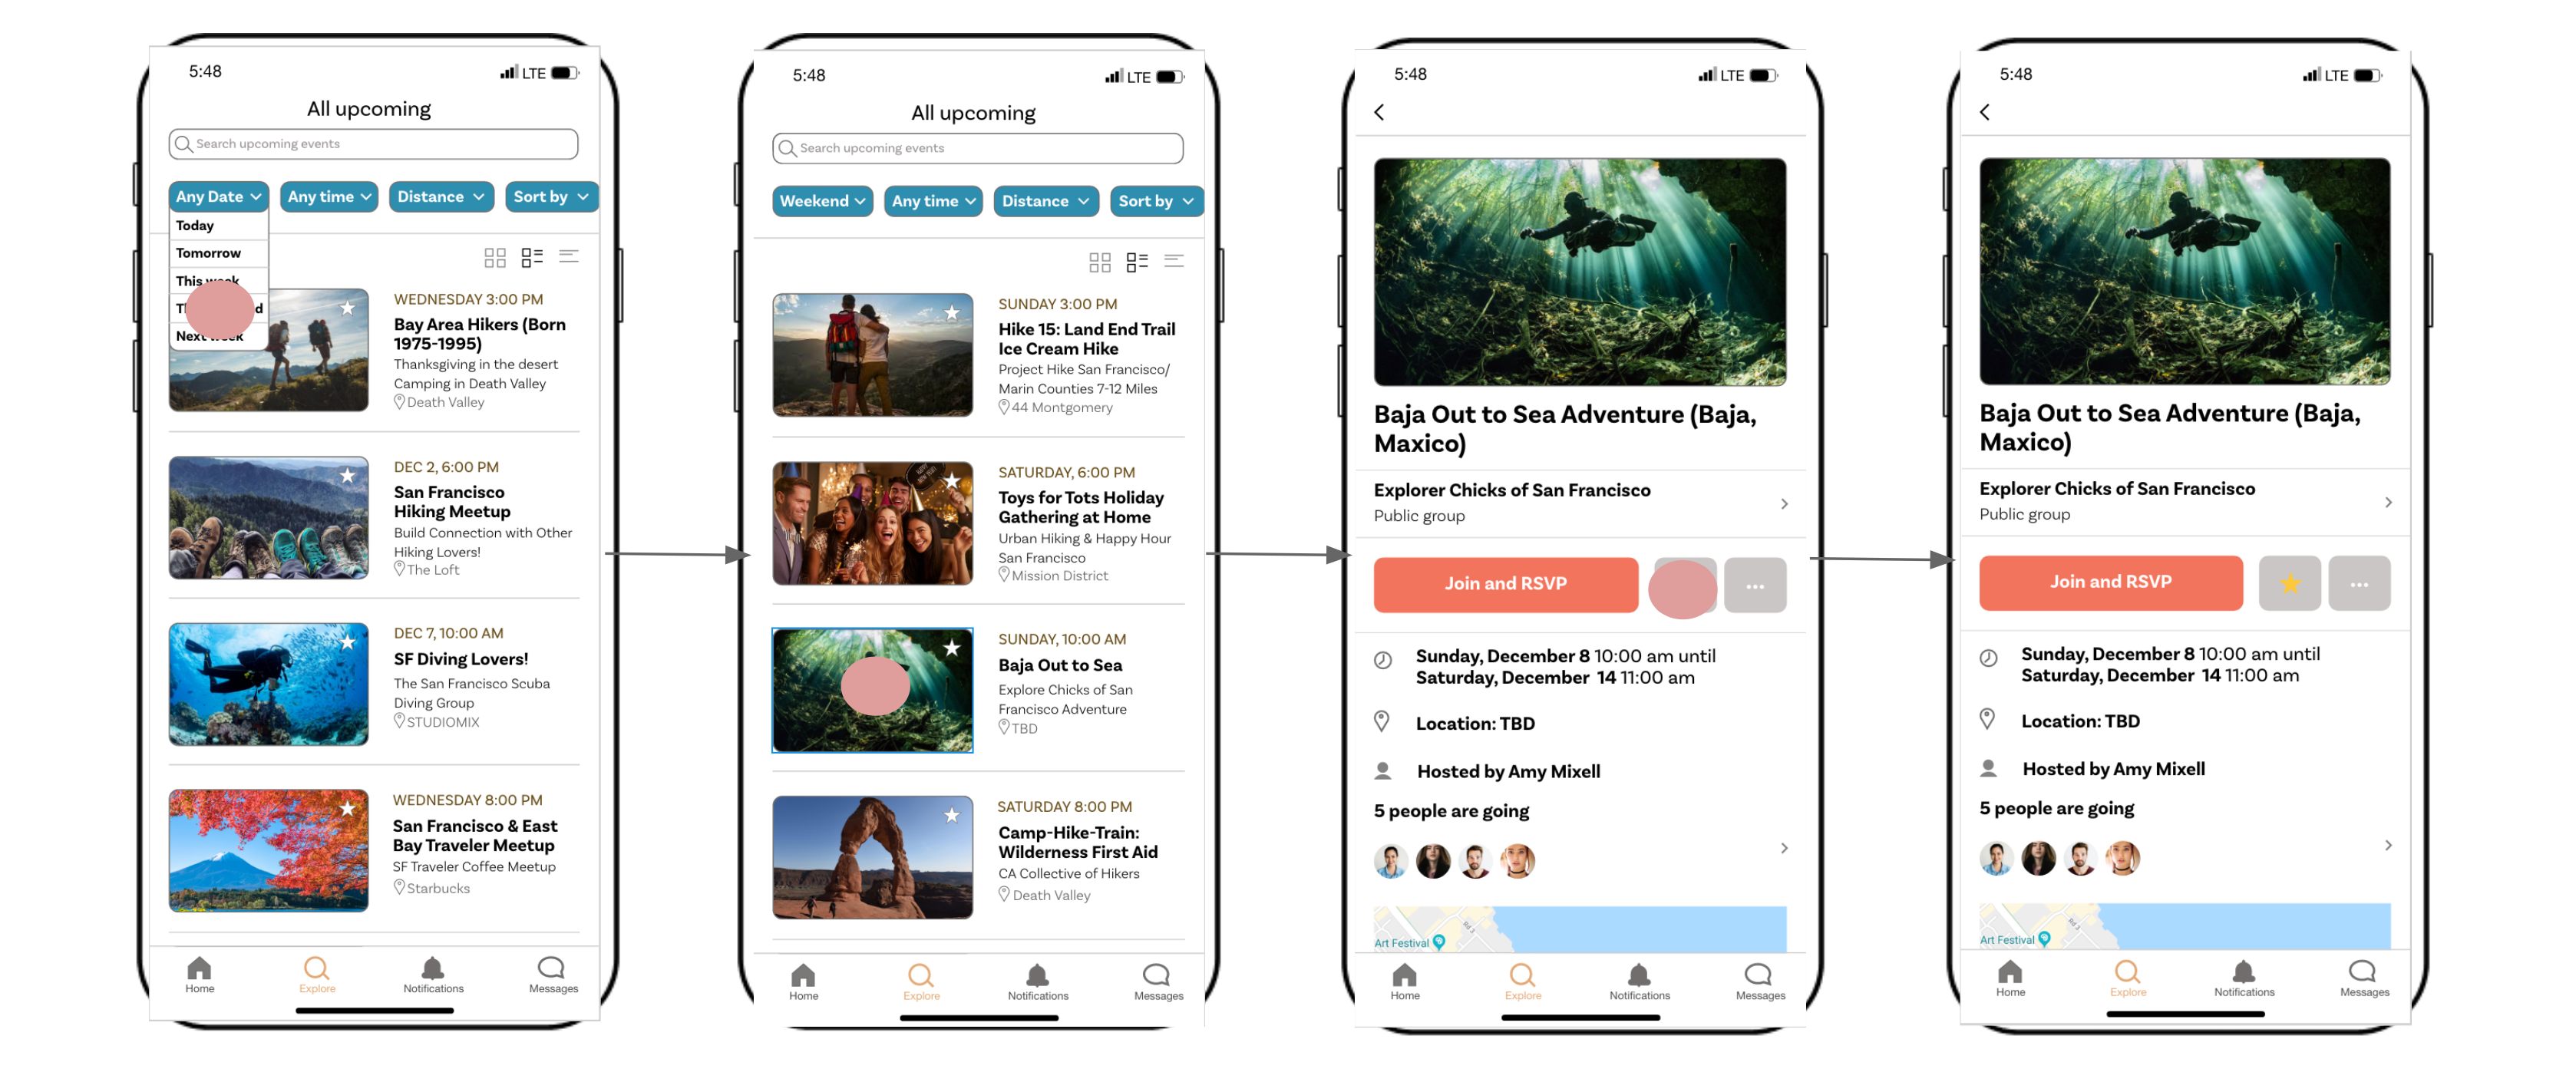 5:48
LTE
All upcoming
Search upcoming events
Any Date
Any time
Distance
Sort by
Today
Tomorrow
This week
Next week
WEDNESDAY 3:00 PM
Bay Area Hikers (Born
1975-1995)
Thanksgiving in the desert
Camping in Death Valley
Death Valley
DEC 2, 6:00 PM
San Francisco
Hiking Meetup
Build Connection with Other
Hiking Lovers!
The Loft
DEC 7, 10:00 AM
SF Diving Lovers!
The San Francisco Scuba
Diving Group
STUDIOMIX
WEDNESDAY 8:00 PM
San Francisco & East
Bay Traveler Meetup
SF Traveler Coffee Meetup
Starbucks
Home
Explore
Notifications
Messages
5:48
LTE
All upcoming
Search upcoming events
Weekend
Any time
Distance
Sort by
SUNDAY 3:00 PM
Hike 15: Land End Trail
Ice Cream Hike
Project Hike San Francisco/
Marin Counties 7-12 Miles
44 Montgomery
SATURDAY, 6:00 PM
Toys for Tots Holiday
Gathering at Home
Urban Hiking & Happy Hour
San Francisco
Mission District
SUNDAY, 10:00 AM
Baja Out to Sea
Explore Chicks of San
Francisco Adventure
TBD
SATURDAY 8:00 PM
Camp-Hike-Train:
Wilderness First Aid
CA Collective of Hikers
Death Valley
Home
Explore
Notifications
Messages
5:48
LTE
Baja Out to Sea Adventure (Baja,
Maxico)
Explorer Chicks of San Francisco
Public group
Join and RSVP
Sunday, December 8 10:00 am until
Saturday, December 14 11:00 am
Location: TBD
Hosted by Amy Mixell
5 people are going
Art Festival
Rd 3
Home
Explore
Notifications
Messages
5:48
LTE
Baja Out to Sea Adventure (Baja,
Maxico)
Explorer Chicks of San Francisco
Public group
Join and RSVP
Sunday, December 8 10:00 am until
Saturday, December 14 11:00 am
Location: TBD
Hosted by Amy Mixell
5 people are going
Art Festival
Rd 3
Home
Explore
Notifications
Messages